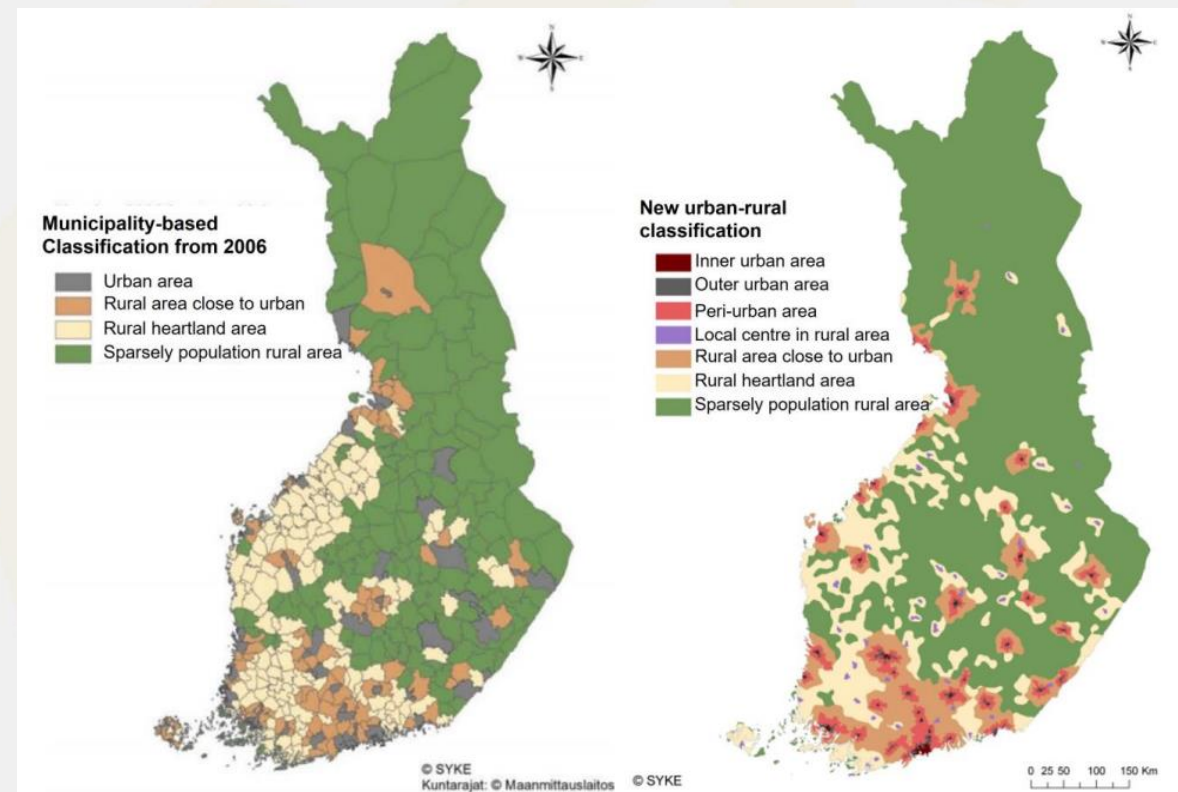 Municipality-based
Classification from 2006
Urban area
Rural area close to urban
Rural heartland area
Sparsely population rural area
© SYKE
Kuntarajat: © Maanmittauslaitos
New urban-rural
classification
Inner urban area
Outer urban area
Peri-urban area
Local centre in rural area
Rural area close to urban
Rural heartland area
Sparsely population rural area
© SYKE
0 25 50 100 150 Km